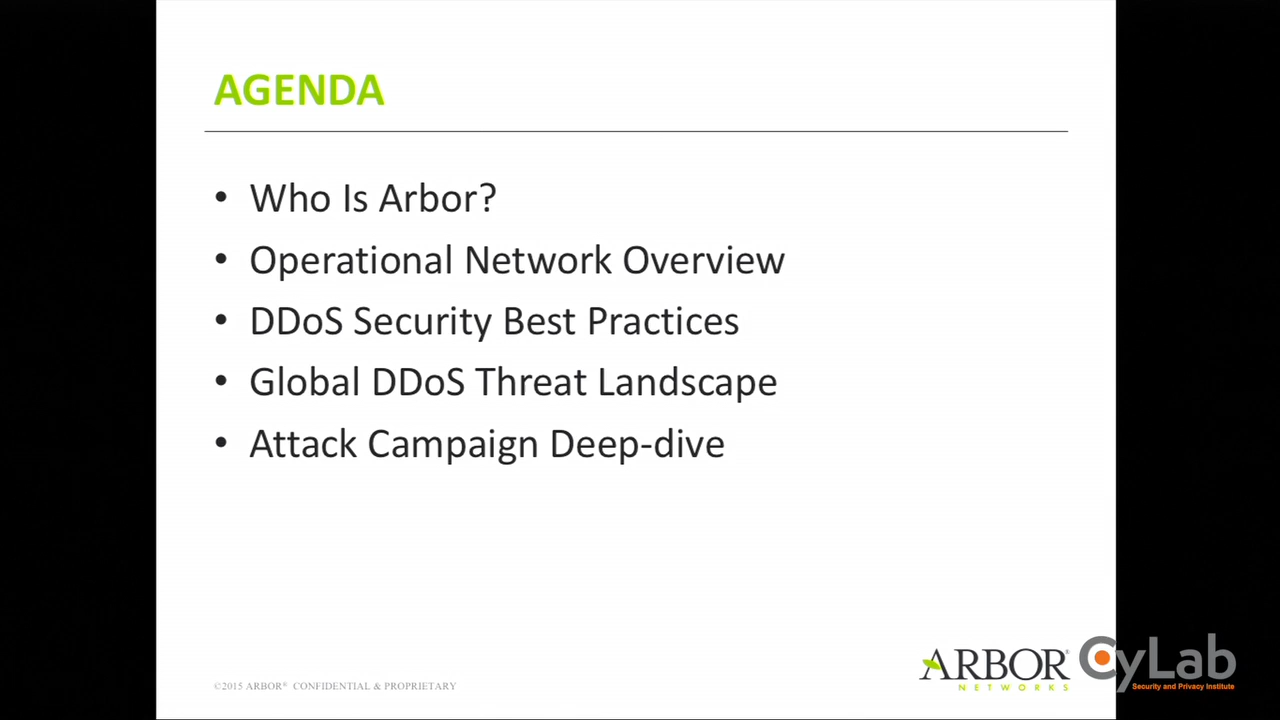 AGENDA
• Who Is Arbor?
• Operational Network Overview
• DDoS Security Best Practices
• Global DDoS Threat Landscape
• Attack Campaign Deep-dive
©2015 ARBOR® CONFIDENTIAL & PROPRIETARY
ARBOR®
NETWORKS
CyLab
Security and Privacy Institute